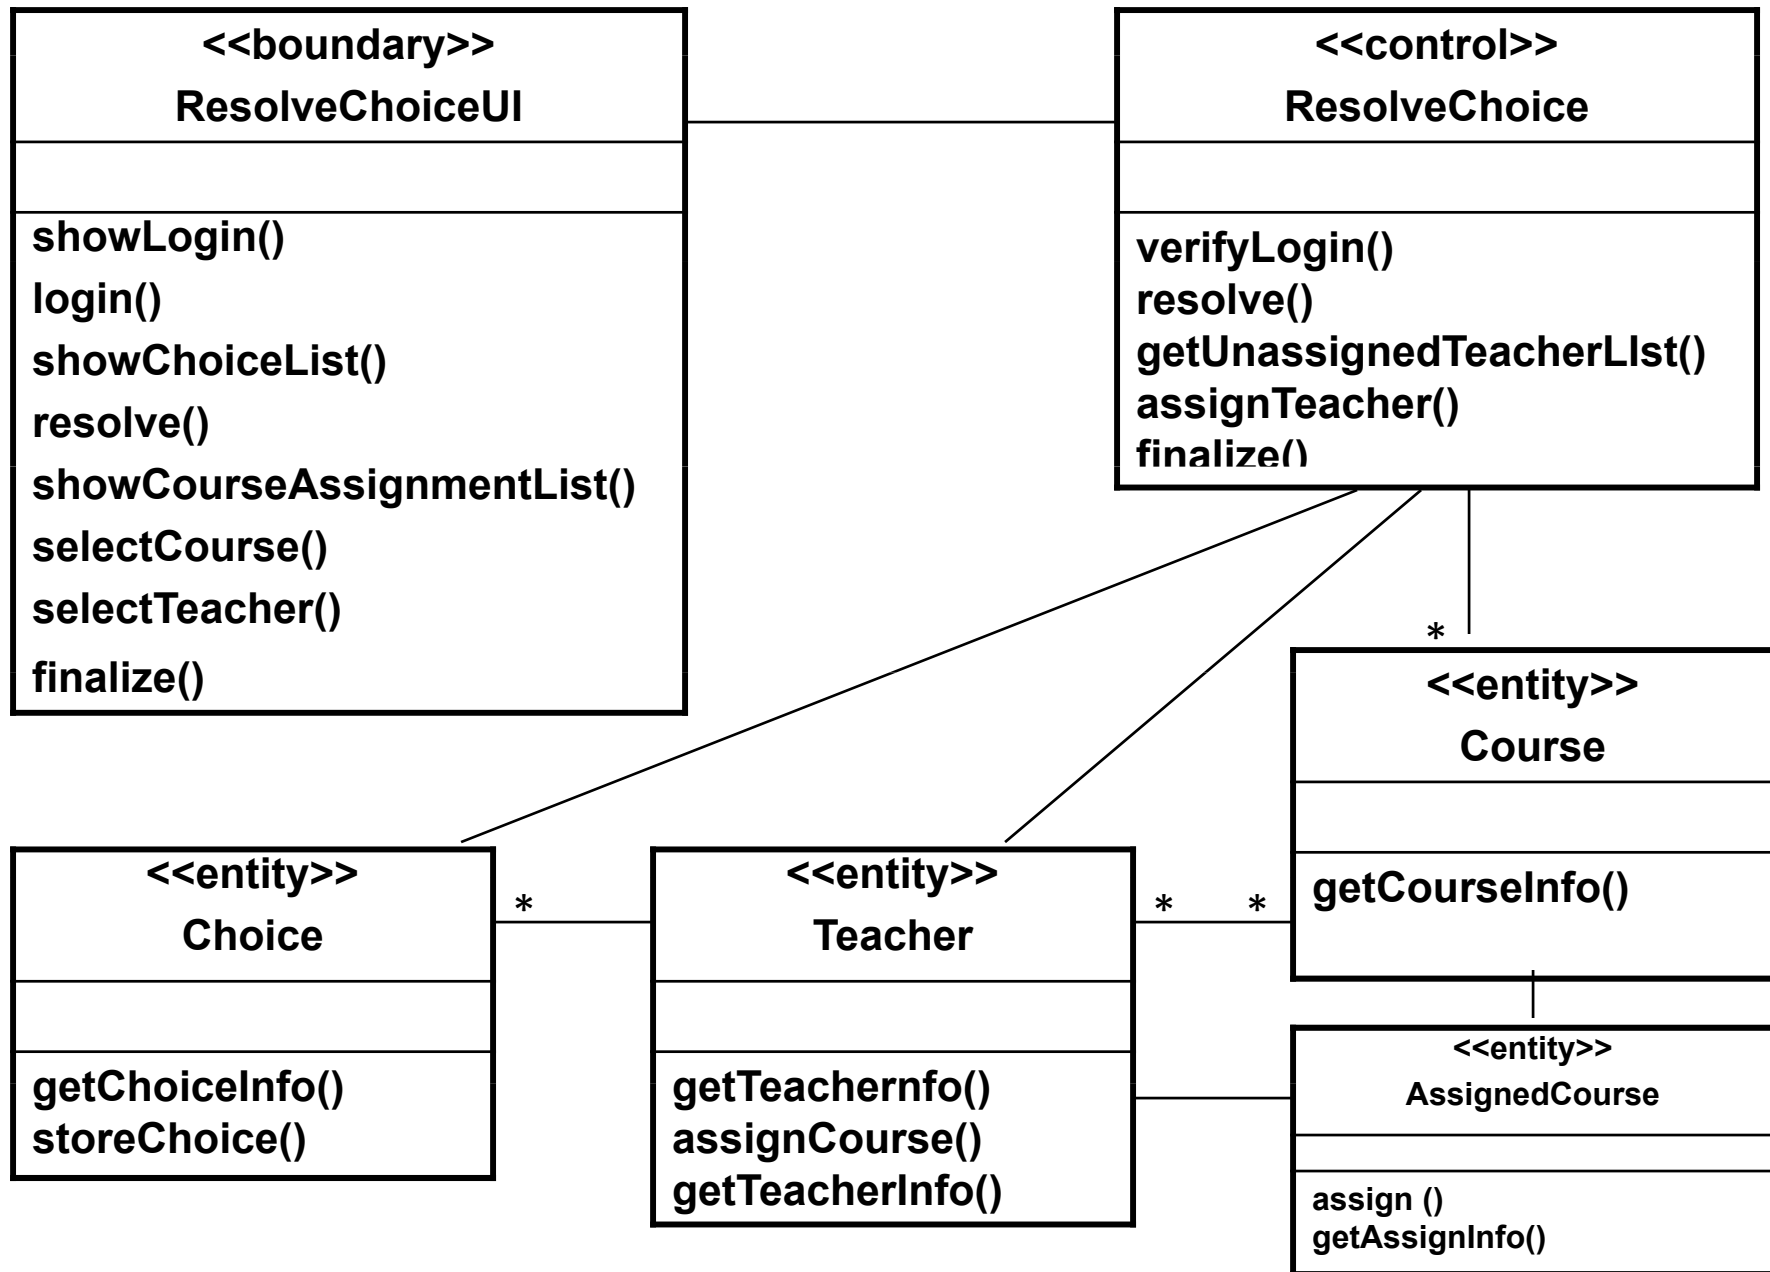 <<boundary>>
ResolveChoiceUI
showLogin()
login()
showChoiceList()
resolve()
showCourseAssignmentList()
selectCourse()
selectTeacher()
finalize()
<<control>>
ResolveChoice
verifyLogin()
resolve()
getUnassignedTeacherLIst()
assignTeacher()
finalize()
*
<<entity>>
Course
getCourseInfo()
<<entity>>
Choice
getChoiceInfo()
storeChoice()
*
<<entity>>
Teacher
getTeachernfo()
assignCourse()
getTeacherInfo()
* *
<<entity>>
AssignedCourse
assign ()
getAssignInfo()